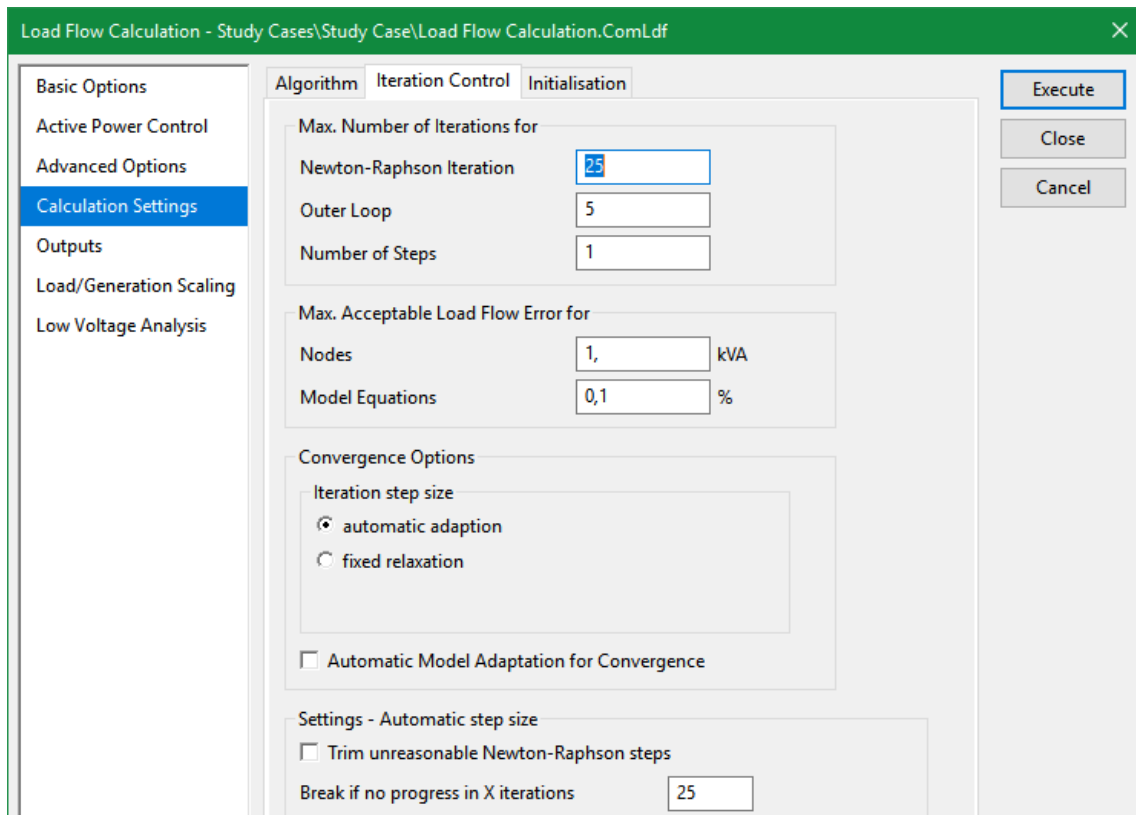 Load Flow Calculation - Study Cases\Study Case\Load Flow Calculation.ComLdf
Basic Options
Active Power Control
Advanced Options
Calculation Settings
Outputs
Load/Generation Scaling
Low Voltage Analysis
Algorithm Iteration Control Initialisation
Max. Number of Iterations for
Newton-Raphson Iteration 25
Outer Loop 5
Number of Steps 1
Max. Acceptable Load Flow Error for
Nodes 1, kVA
Model Equations 0,1 %
Convergence Options
Iteration step size
automatic adaption
fixed relaxation
Automatic Model Adaptation for Convergence
Settings - Automatic step size
Trim unreasonable Newton-Raphson steps
Break if no progress in X iterations 25
Execute
Close
Cancel